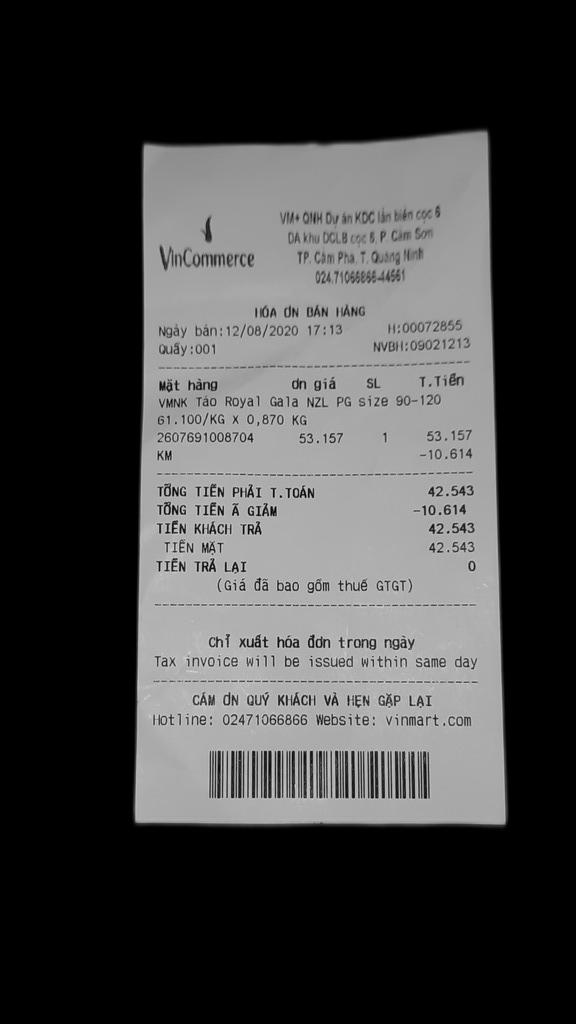 VinCommerce
VM+ QNH Dự án KDC lấn biển cọc 6
DA khu DCLB cọc 6, P. Cẩm Sơn
TP. Cẩm Phả, T. Quảng Ninh
024.71066866-44561
HÓA ƠN BÁN HÀNG
Ngày bán:12/08/2020 17:13 H:00072855
Quầy:001 NVBH:09021213
Mặt hàng ơn giá SL T.Tiền
VMNK Táo Royal Gala NZL PG size 90-120
61.100/KG X 0,870 KG
2607691008704 53.157 1 53.157
KM -10.614
TỔNG TIỀN PHẢI T.TOÁN 42.543
TỔNG TIỀN Ã GIẢM -10.614
TIỀN KHÁCH TRẢ 42.543
TIỀN MẶT 42.543
TIỀN TRẢ LẠI 0
(Giá đã bao gồm thuế GTGT)
Chỉ xuất hóa đơn trong ngày
Tax invoice will be issued within same day
CẢM ƠN QUÝ KHÁCH VÀ HẸN GẶP LẠI
Hotline: 02471066866 Website: vinmart.com